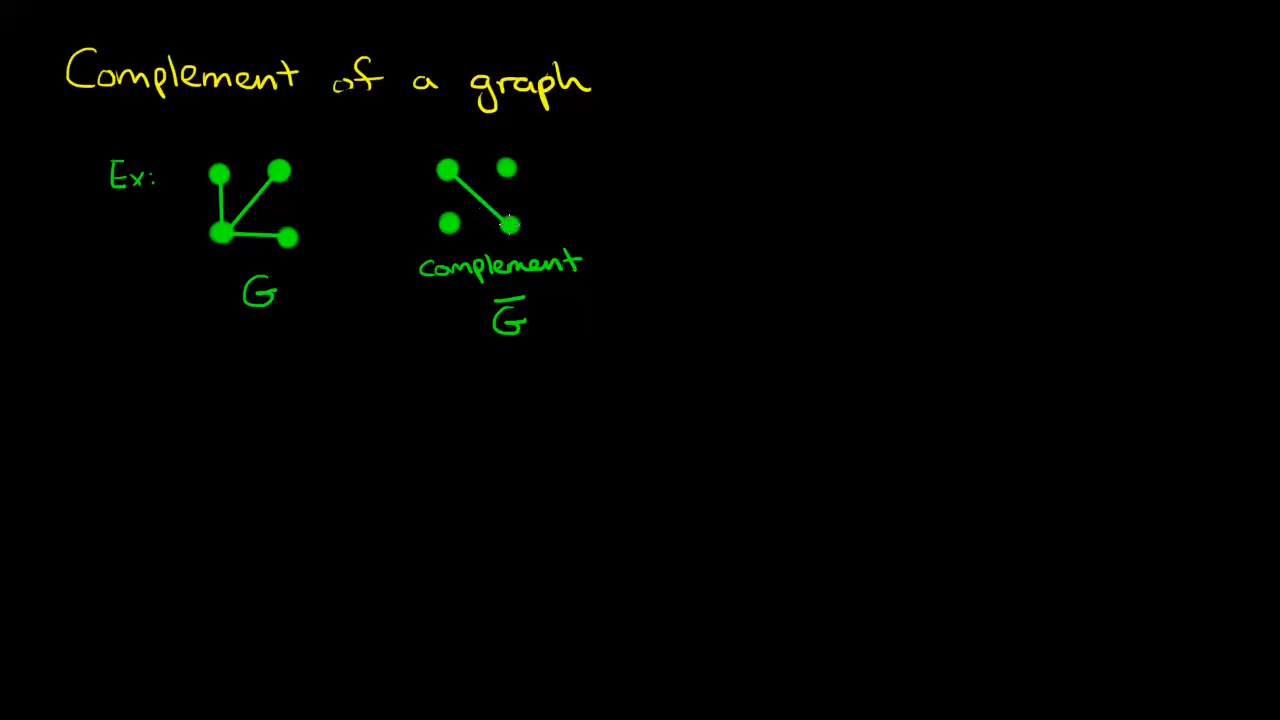 Complement of a graph
Ex:
G
complement
G̅